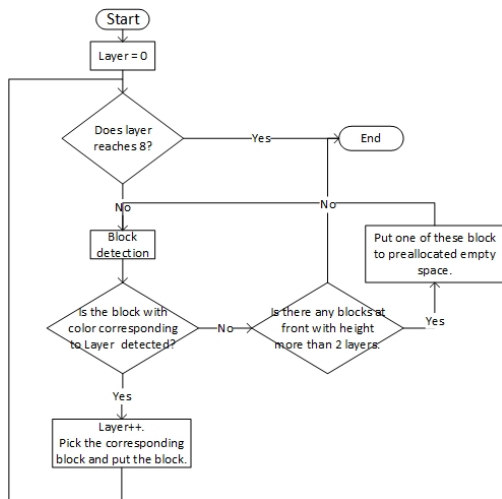 Start
Layer = 0
Does layer
reaches 8?
Yes
End
No
No
Block
detection
Put one of these block
to preallocated empty
space.
Is the block with
color corresponding
to Layer detected?
No
Is there any blocks at
front with height
more than 2 layers.
Yes
Yes
Layer++.
Pick the corresponding
block and put the block.